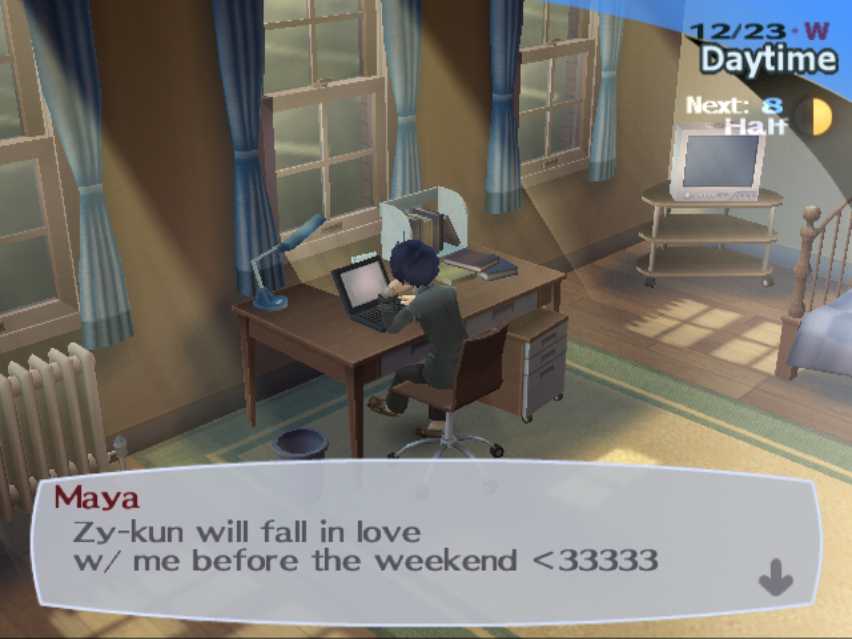 12/23 · W
Daytime
Next: 8
Half
Maya
Zy-kun will fall in love
w/ me before the weekend <33333